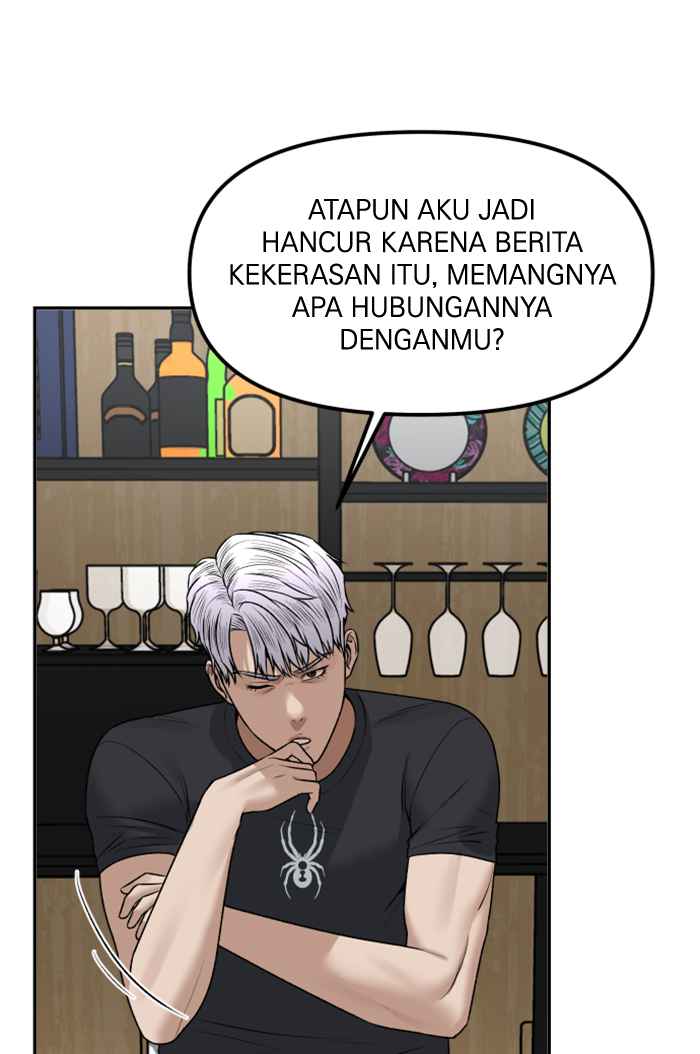 ATAPUN AKU JADI
HANCUR KARENA BERITA
KEKERASAN ITU, MEMANGNYA
APA HUBUNGANNYA
DENGANMU?